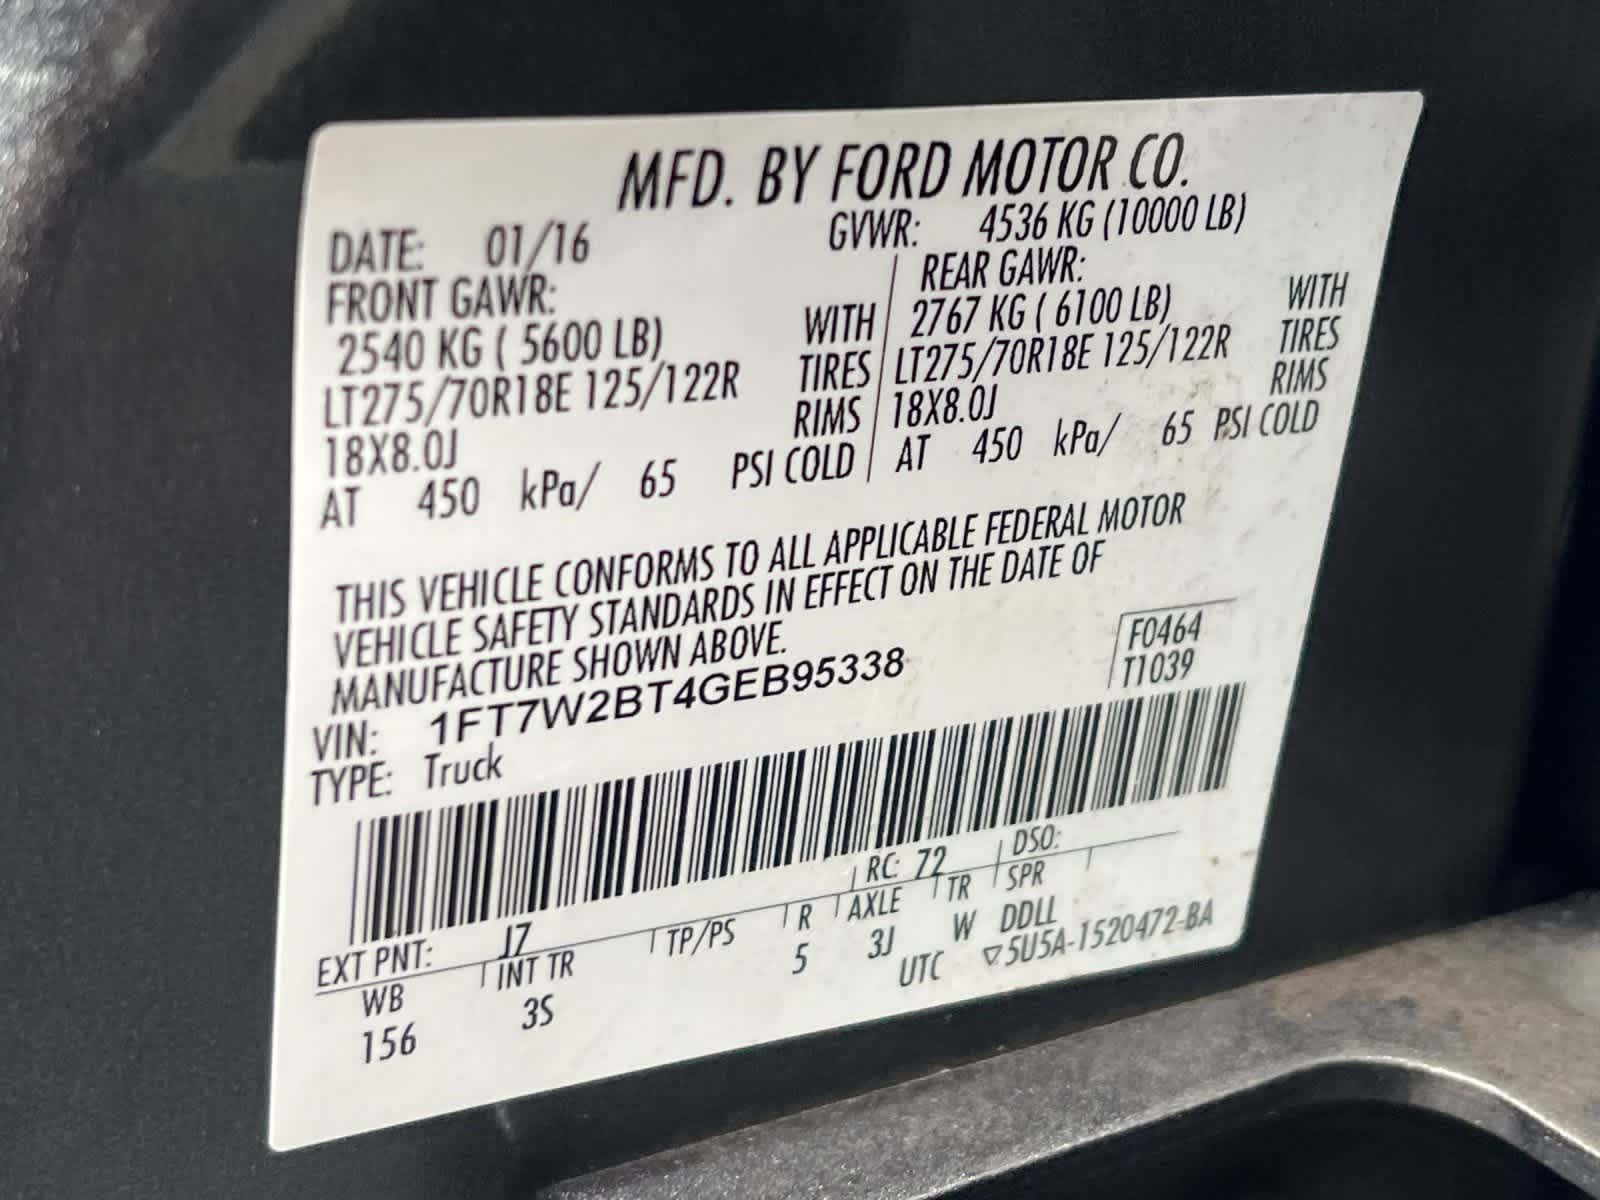 MFD. BY FORD MOTOR CO.
DATE: 01/16 GVWR: 4536 KG (10000 LB)
FRONT GAWR: REAR GAWR:
2540 KG ( 5600 LB) WITH 2767 KG ( 6100 LB) WITH
LT275/70R18E 125/122R TIRES LT275/70R18E 125/122R TIRES
18X8.0J RIMS 18X8.0J RIMS
AT 450 kPa/ 65 PSI COLD AT 450 kPa/ 65 PSI COLD
THIS VEHICLE CONFORMS TO ALL APPLICABLE FEDERAL MOTOR
VEHICLE SAFETY STANDARDS IN EFFECT ON THE DATE OF
MANUFACTURE SHOWN ABOVE.
F0464
VIN: 1FT7W2BT4GEB95338 T1039
TYPE: Truck
EXT PNT: J7 RC: 72 DSO:
WB INT TR TP/PS R AXLE TR SPR
156 3S 5 3J W DDLL
UTC ▽5U5A-1520472-BA